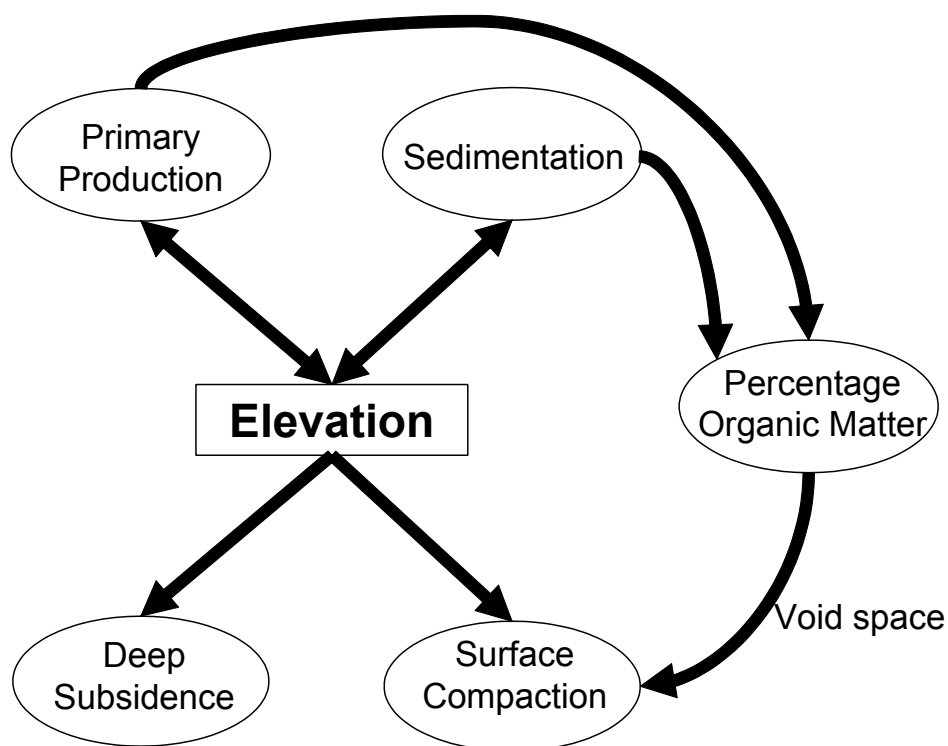 Primary
Production
Sedimentation
Percentage
Organic Matter
Elevation
Void space
Deep
Subsidence
Surface
Compaction